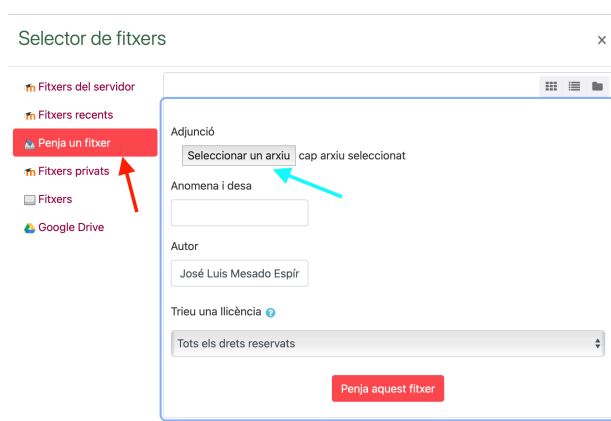 Selector de fitxers
×
Fitxers del servidor
Fitxers recents
Penja un fitxer
Fitxers privats
Fitxers
Google Drive
Adjunció
Seleccionar un arxiu cap arxiu seleccionat
Anomena i desa
Autor
José Luis Mesado Espír
Trieu una llicència
Tots els drets reservats
Penja aquest fitxer